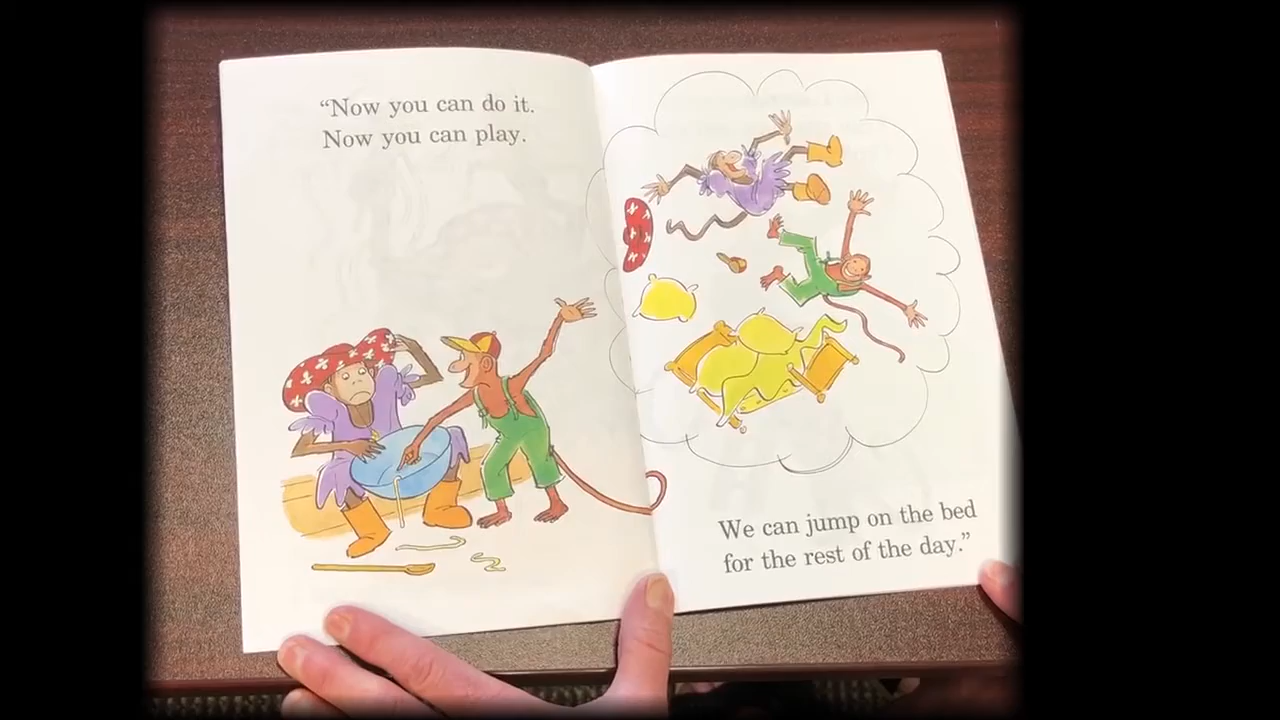 “Now you can do it.
Now you can play.
We can jump on the bed
for the rest of the day.”